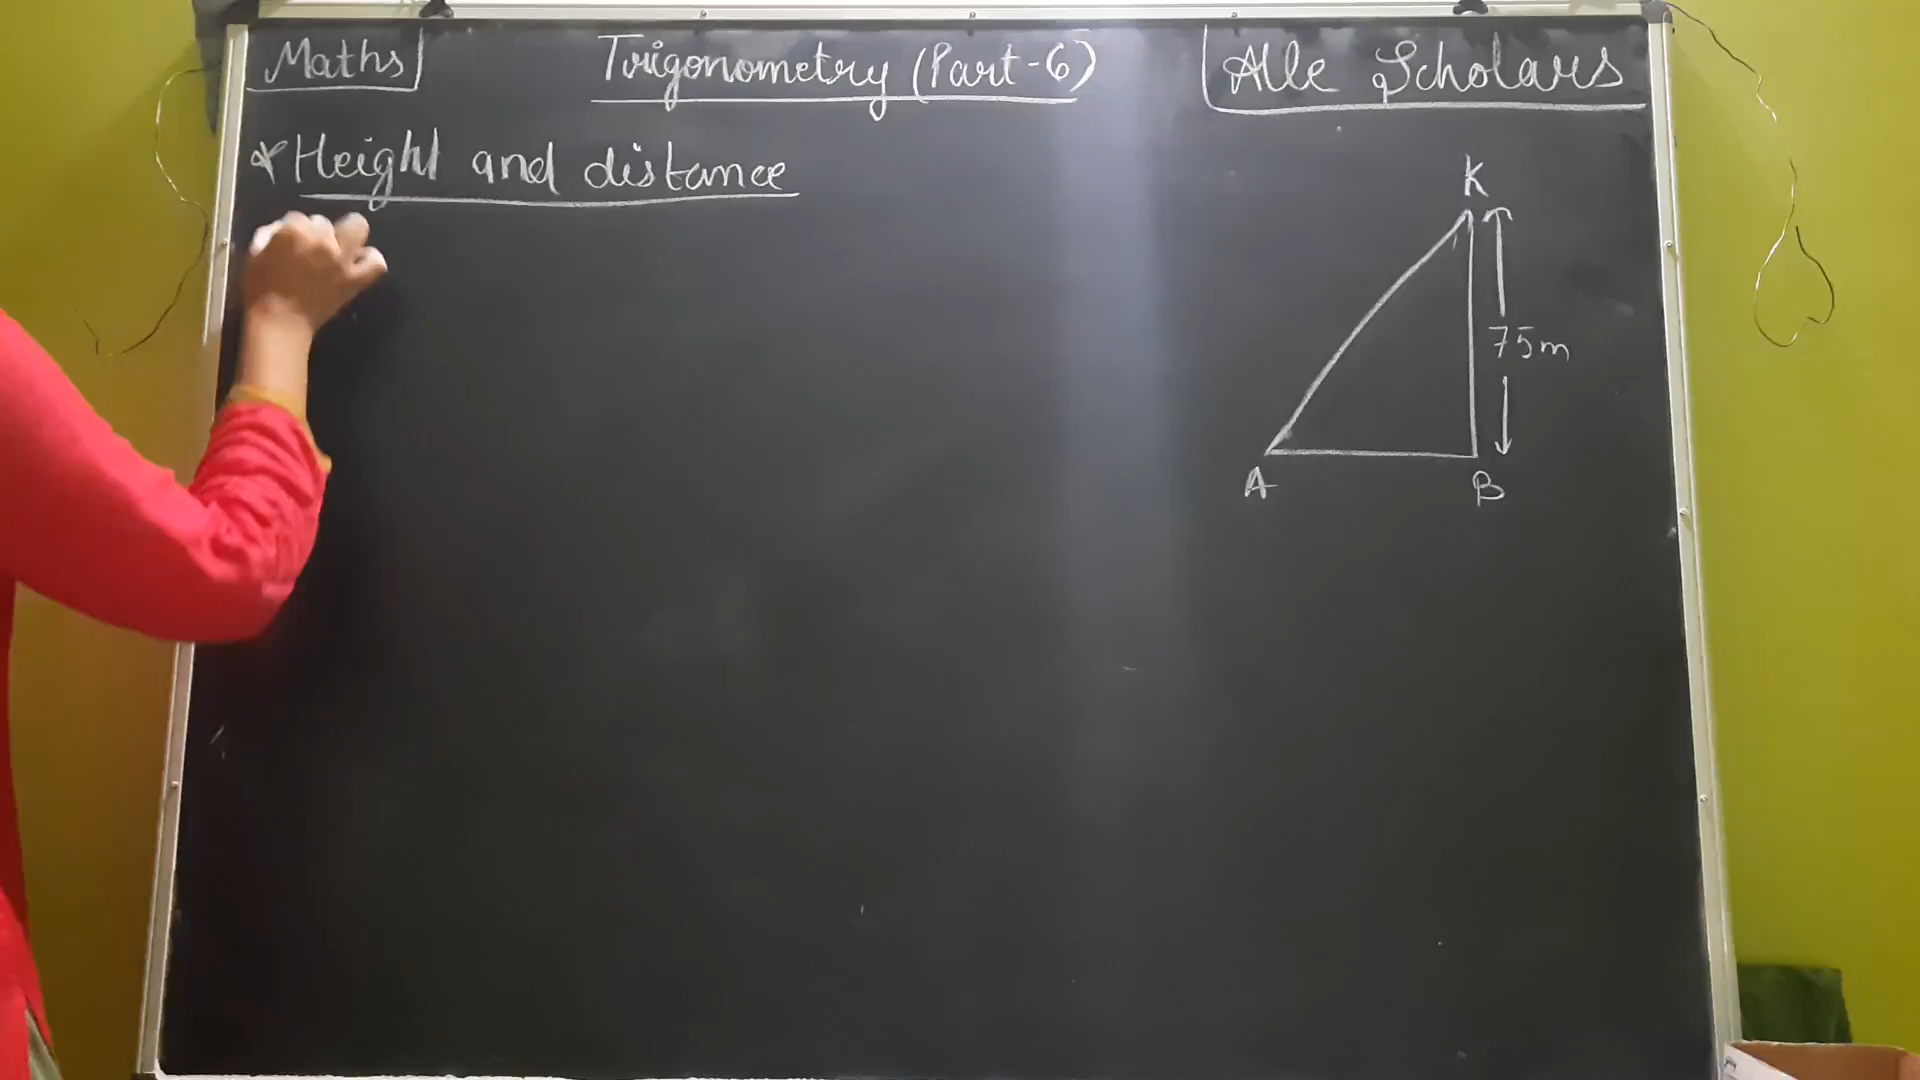 Maths
Trigonometry (Part-6)
Alle Scholars
* Height and distance
K
75m
A
B